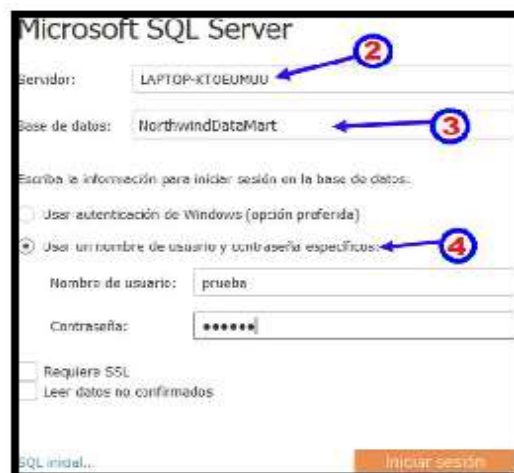 Microsoft SQL Server
2
Servidor: LAPTOP-KT0EUMUU
Base de datos: NorthwindDataMart
3
Escriba la información para iniciar sesión en la base de datos:
Usar autenticación de Windows (opción preferida)
Usar un nombre de usuario y contraseña específicos:
4
Nombre de usuario: prueba
Contraseña: ••••••
Requiere SSL
Leer datos no confirmados
SQL inicial...
Iniciar sesión